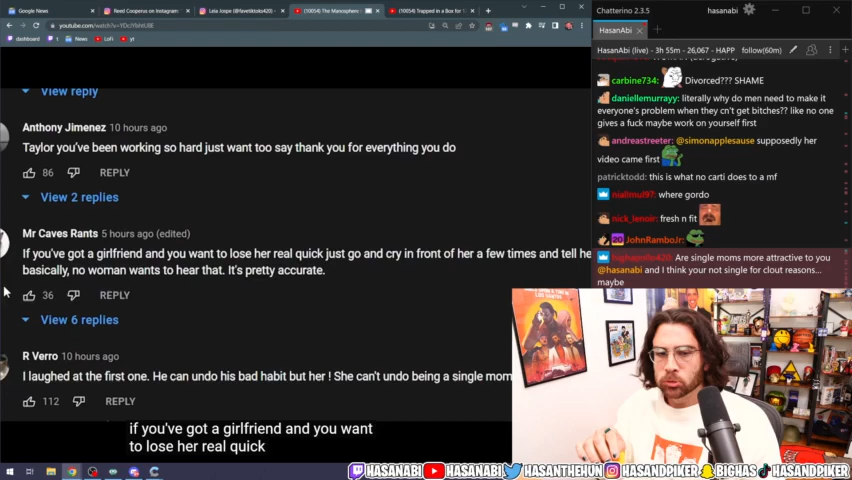 Google News
Reed Cooperus on Instagram:
Leia Jospe (@favetiktoks420) •
(10054) The Manosphere
(10054) Trapped in a Box for 1
youtube.com/watch?v=
dashboard
News
LoFi
yt
View reply
Anthony Jimenez 10 hours ago
Taylor you've been working so hard just want too say thank you for everything you do
86 REPLY
View 2 replies
Mr Caves Rants 5 hours ago (edited)
If you've got a girlfriend and you want to lose her real quick just go and cry in front of her a few times and tell he
basically, no woman wants to hear that. It's pretty accurate.
36 REPLY
View 6 replies
R Verro 10 hours ago
I laughed at the first one. He can undo his bad habit but her ! She can't undo being a single mom
112 REPLY
if you've got a girlfriend and you want
to lose her real quick
Chatterino 2.3.5
hasanabi
HasanAbi
HasanAbi (live) - 3h 55m - 26,067 - HAPP
follow(60m)
carbine734: Divorced??? SHAME
daniellemurrayy: literally why do men need to make it
everyone's problem when they cn't get bitches?? like no one
gives a fuck maybe work on yourself first
andreastreeter: @simonapplesause supposedly her
video came first
patricktodd: this is what no carti does to a mf
niallmul97: where gordo
nick_lenoir: fresh n fit
JohnRamboJr:
highapollo420: Are single moms more attractive to you
@hasanabi and I think your not single for clout reasons...
maybe
HASANABI HASANABI HASANTHEHUN HASANDPIKER BIGHAS HASANDPIKER